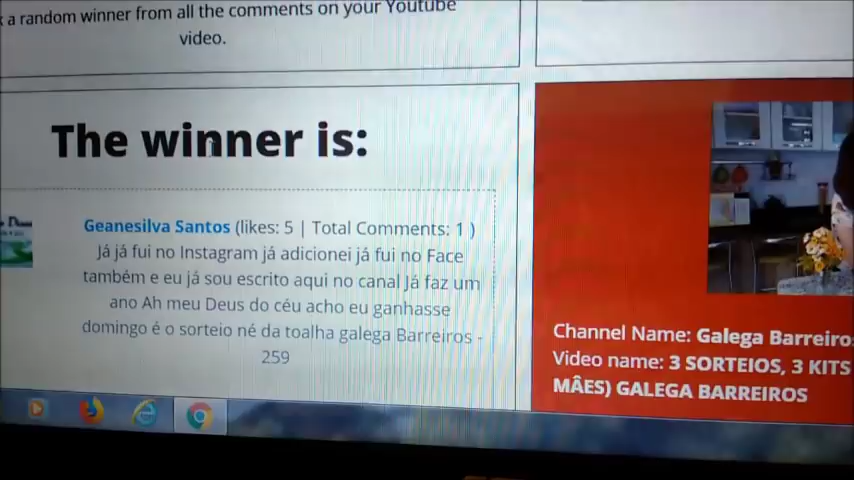 a random winner from all the comments on your Youtube
video.
The winner is:
Geanesilva Santos (likes: 5 | Total Comments: 1 )
Já já fui no Instagram já adicionei já fui no Face
também e eu já sou escrito aqui no canal Já faz um
ano Ah meu Deus do céu acho eu ganhasse
domingo é o sorteio né da toalha galega Barreiros -
259
Channel Name: Galega Barreiro
Video name: 3 SORTEIOS, 3 KITS
MÃES) GALEGA BARREIROS